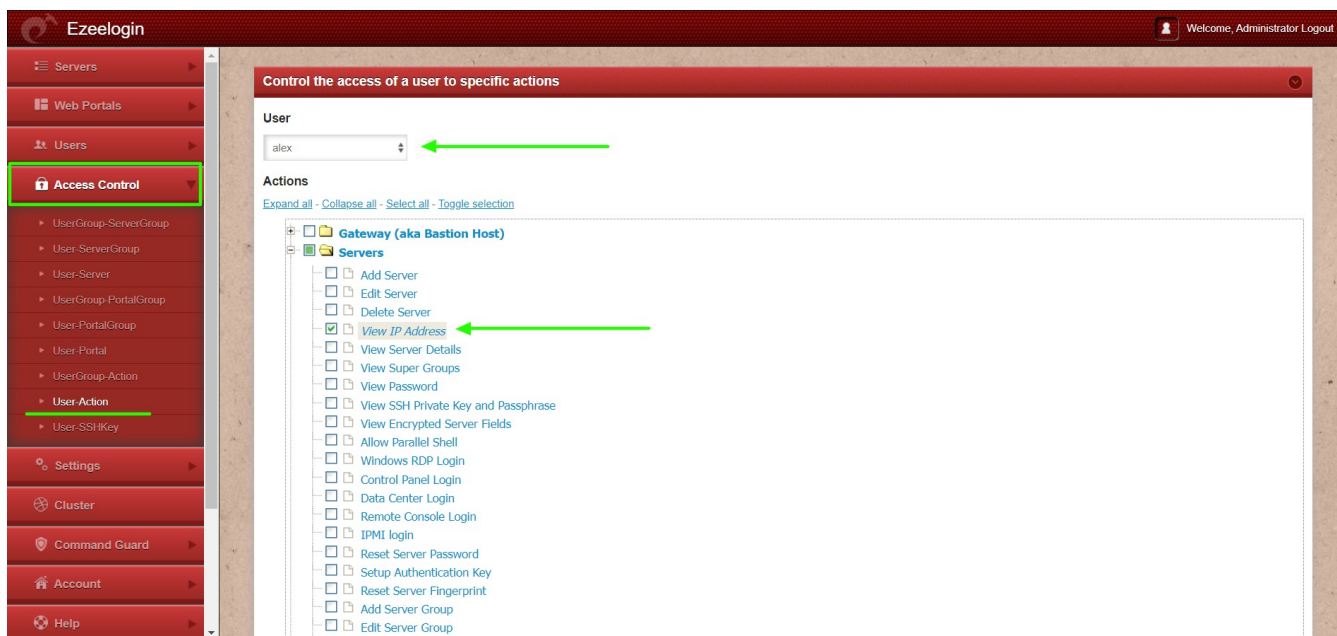 Ezeelogin
Welcome, Administrator Logout
Servers
Web Portals
Users
Access Control
UserGroup-ServerGroup
User-ServerGroup
User-Server
UserGroup-PortalGroup
User-PortalGroup
User-Portal
UserGroup-Action
User-Action
User-SSHKey
Settings
Cluster
Command Guard
Account
Help
Control the access of a user to specific actions
User
alex
Actions
Expand all - Collapse all - Select all - Toggle selection
Gateway (aka Bastion Host)
Servers
Add Server
Edit Server
Delete Server
View IP Address
View Server Details
View Super Groups
View Password
View SSH Private Key and Passphrase
View Encrypted Server Fields
Allow Parallel Shell
Windows RDP Login
Control Panel Login
Data Center Login
Remote Console Login
IPMI login
Reset Server Password
Setup Authentication Key
Reset Server Fingerprint
Add Server Group
Edit Server Group